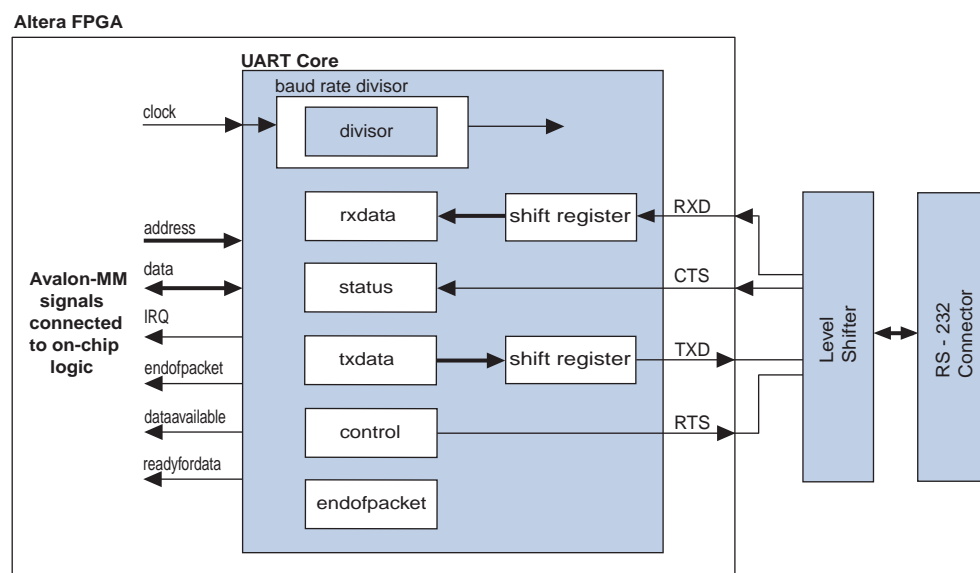 Altera FPGA
UART Core
baud rate divisor
clock
divisor
rxdata
shift register
RXD
address
data
status
CTS
Avalon-MM
signals
connected
to on-chip
logic
IRQ
txdata
shift register
TXD
Level
Shifter
RS - 232
Connector
endofpacket
dataavailable
control
RTS
readyfordata
endofpacket